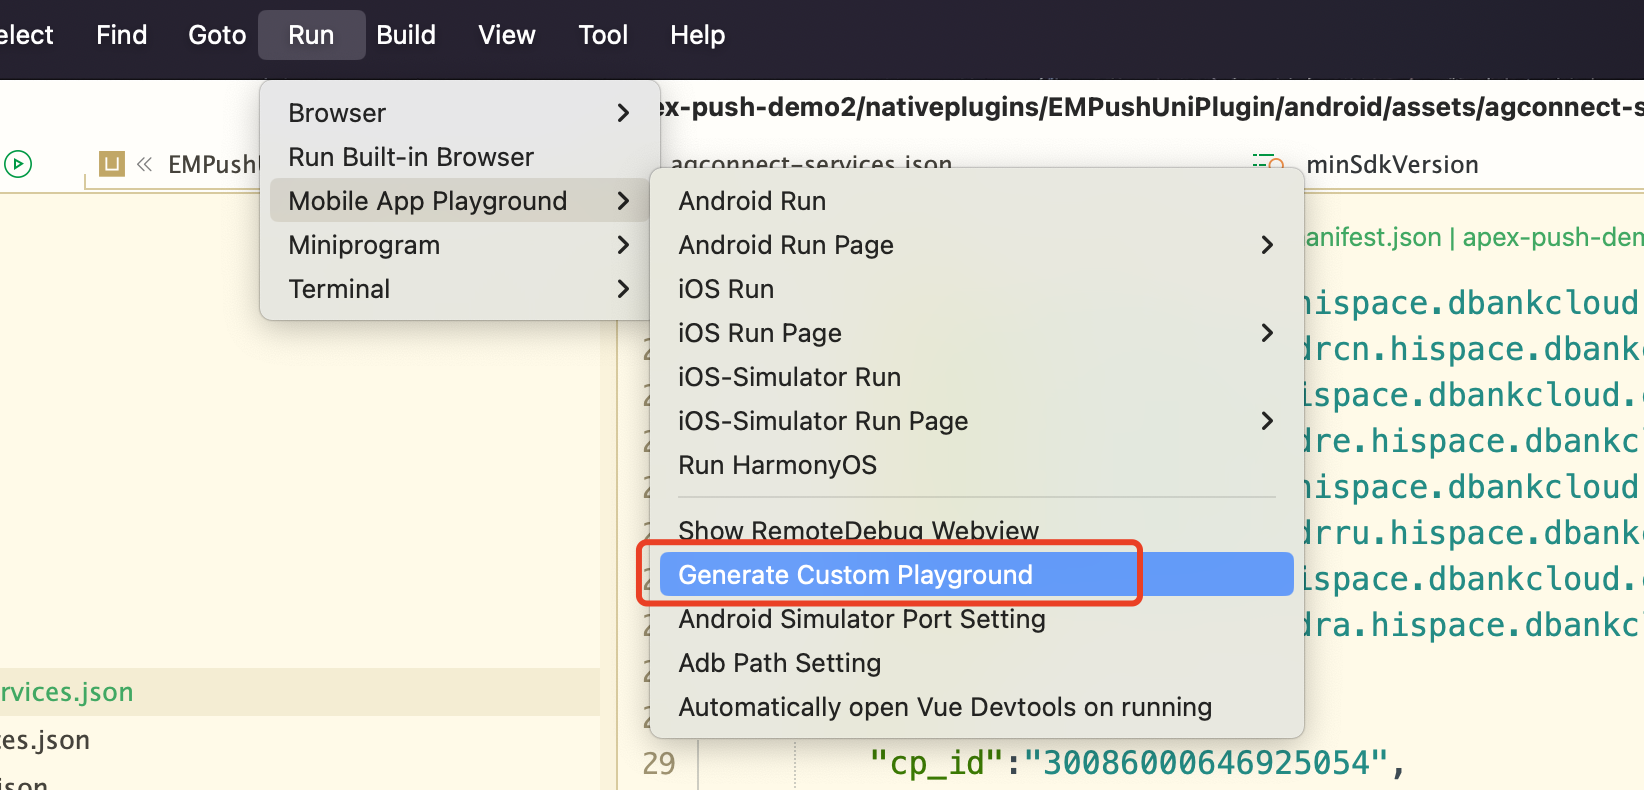 elect Find Goto Run Build View Tool Help
ex-push-demo2/nativeplugins/EMPushUniPlugin/android/assets/agconnect-s
EMPushU
agconnect-services.json
minSdkVersion
Browser
Run Built-in Browser
Mobile App Playground
Miniprogram
Terminal
Android Run
Android Run Page
iOS Run
iOS Run Page
iOS-Simulator Run
iOS-Simulator Run Page
Run HarmonyOS
Show RemoteDebug Webview
Generate Custom Playground
Android Simulator Port Setting
Adb Path Setting
Automatically open Vue Devtools on running
anifest.json | apex-push-dem
hispace.dbankcloud
drcn.hispace.dbankc
ispace.dbankcloud.
dre.hispace.dbankcl
hispace.dbankcloud
drru.hispace.dbankc
ispace.dbankcloud.
dra.hispace.dbankc
rvices.json
es.json
json
29 "cp_id":"30086000646925054",